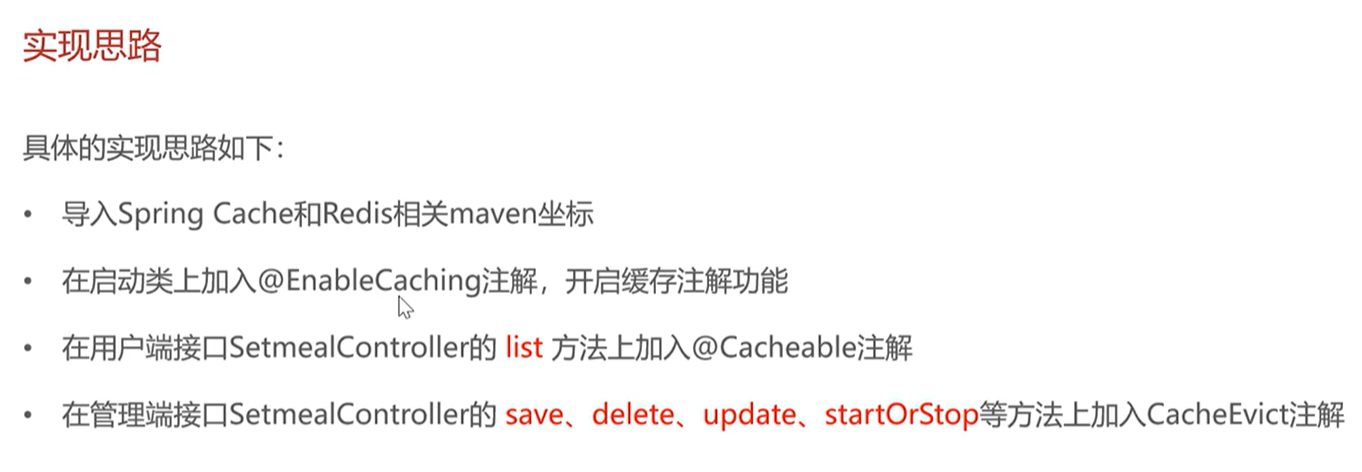 实现思路
具体的实现思路如下：
• 导入Spring Cache和Redis相关maven坐标
• 在启动类上加入@EnableCaching注解，开启缓存注解功能
• 在用户端接口SetmealController的 list 方法上加入@Cacheable注解
• 在管理端接口SetmealController的 save、delete、update、startOrStop等方法上加入CacheEvict注解